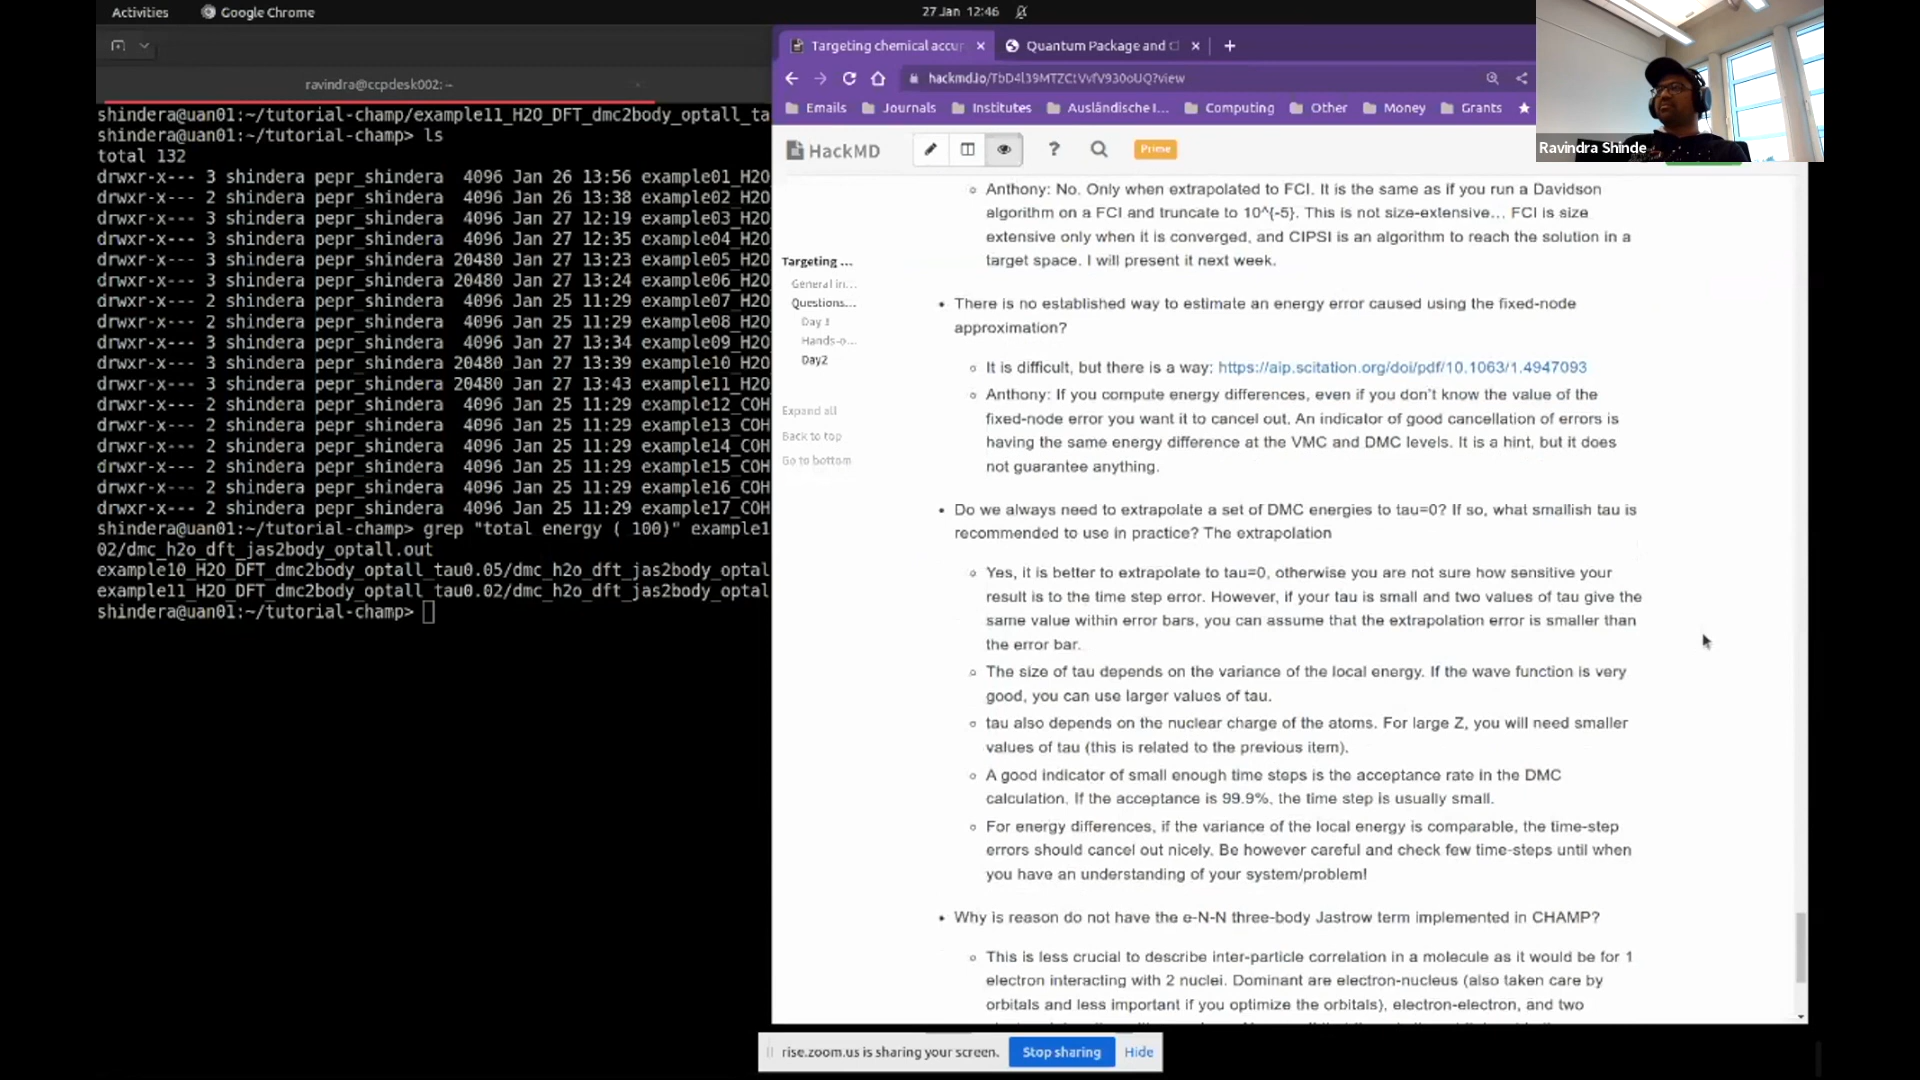 Activities
Google Chrome
27 Jan 12:46
ravindra@ccpdesk002: ~
shindera@uan01:~/tutorial-champ/example11_H2O_DFT_dmc2body_optall_ta
shindera@uan01:~/tutorial-champ> ls
total 132
drwxr-x--- 3 shindera pepr_shindera 4096 Jan 26 13:56 example01_H2O
drwxr-x--- 2 shindera pepr_shindera 4096 Jan 26 13:38 example02_H2O
drwxr-x--- 3 shindera pepr_shindera 4096 Jan 27 12:19 example03_H2O
drwxr-x--- 3 shindera pepr_shindera 4096 Jan 27 12:35 example04_H2O
drwxr-x--- 3 shindera pepr_shindera 20480 Jan 27 13:23 example05_H2O
drwxr-x--- 3 shindera pepr_shindera 20480 Jan 27 13:24 example06_H2O
drwxr-x--- 2 shindera pepr_shindera 4096 Jan 25 11:29 example07_H2O
drwxr-x--- 2 shindera pepr_shindera 4096 Jan 25 11:29 example08_H2O
drwxr-x--- 3 shindera pepr_shindera 4096 Jan 27 13:34 example09_H2O
drwxr-x--- 3 shindera pepr_shindera 20480 Jan 27 13:39 example10_H2O
drwxr-x--- 3 shindera pepr_shindera 20480 Jan 27 13:43 example11_H2O
drwxr-x--- 2 shindera pepr_shindera 4096 Jan 25 11:29 example12_COH
drwxr-x--- 2 shindera pepr_shindera 4096 Jan 25 11:29 example13_COH
drwxr-x--- 2 shindera pepr_shindera 4096 Jan 25 11:29 example14_COH
drwxr-x--- 2 shindera pepr_shindera 4096 Jan 25 11:29 example15_COH
drwxr-x--- 2 shindera pepr_shindera 4096 Jan 25 11:29 example16_COH
drwxr-x--- 2 shindera pepr_shindera 4096 Jan 25 11:29 example17_COH
shindera@uan01:~/tutorial-champ> grep "total energy ( 100)" example1
02/dmc_h2o_dft_jas2body_optall.out
example10_H2O_DFT_dmc2body_optall_tau0.05/dmc_h2o_dft_jas2body_optal
example11_H2O_DFT_dmc2body_optall_tau0.02/dmc_h2o_dft_jas2body_optal
shindera@uan01:~/tutorial-champ>
Targeting chemical accur
Quantum Package and C
hackmd.io/TbD4l39MTZCtVvfV930oUQ?view
Emails
Journals
Institutes
Ausländische I...
Computing
Other
Money
Grants
HackMD
Prime
Ravindra Shinde
Targeting ...
General in...
Questions...
Day 1
Hands-o...
Day2
Expand all
Back to top
Go to bottom
Anthony: No. Only when extrapolated to FCI. It is the same as if you run a Davidson
algorithm on a FCI and truncate to 10^{-5}. This is not size-extensive… FCI is size
extensive only when it is converged, and CIPSI is an algorithm to reach the solution in a
target space. I will present it next week.
There is no established way to estimate an energy error caused using the fixed-node
approximation?
It is difficult, but there is a way: https://aip.scitation.org/doi/pdf/10.1063/1.4947093
Anthony: If you compute energy differences, even if you don't know the value of the
fixed-node error you want it to cancel out. An indicator of good cancellation of errors is
having the same energy difference at the VMC and DMC levels. It is a hint, but it does
not guarantee anything.
Do we always need to extrapolate a set of DMC energies to tau=0? If so, what smallish tau is
recommended to use in practice? The extrapolation
Yes, it is better to extrapolate to tau=0, otherwise you are not sure how sensitive your
result is to the time step error. However, if your tau is small and two values of tau give the
same value within error bars, you can assume that the extrapolation error is smaller than
the error bar.
The size of tau depends on the variance of the local energy. If the wave function is very
good, you can use larger values of tau.
tau also depends on the nuclear charge of the atoms. For large Z, you will need smaller
values of tau (this is related to the previous item).
A good indicator of small enough time steps is the acceptance rate in the DMC
calculation. If the acceptance is 99.9%, the time step is usually small.
For energy differences, if the variance of the local energy is comparable, the time-step
errors should cancel out nicely. Be however careful and check few time-steps until when
you have an understanding of your system/problem!
Why is reason do not have the e-N-N three-body Jastrow term implemented in CHAMP?
This is less crucial to describe inter-particle correlation in a molecule as it would be for 1
electron interacting with 2 nuclei. Dominant are electron-nucleus (also taken care by
orbitals and less important if you optimize the orbitals), electron-electron, and two
rise.zoom.us is sharing your screen.
Stop sharing
Hide